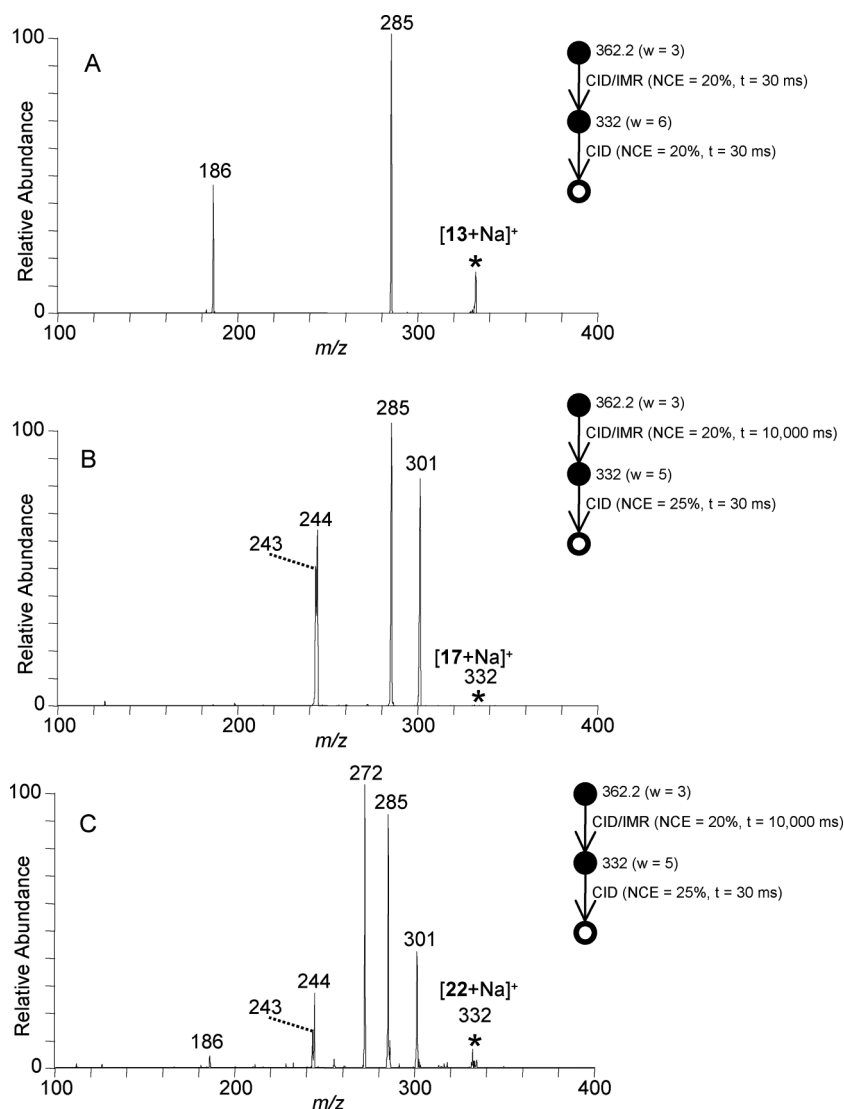 A
100
Relative Abundance
0
186
285
[13+Na]⁺
*
100
200
300
400
m/z
362.2 (w = 3)
CID/IMR (NCE = 20%, t = 30 ms)
332 (w = 6)
CID (NCE = 20%, t = 30 ms)
B
100
Relative Abundance
0
243
244
285
301
[17+Na]⁺
332
*
100
200
300
400
m/z
362.2 (w = 3)
CID/IMR (NCE = 20%, t = 10,000 ms)
332 (w = 5)
CID (NCE = 25%, t = 30 ms)
C
100
Relative Abundance
0
186
243
244
272
285
301
[22+Na]⁺
332
*
100
200
300
400
m/z
362.2 (w = 3)
CID/IMR (NCE = 20%, t = 10,000 ms)
332 (w = 5)
CID (NCE = 25%, t = 30 ms)